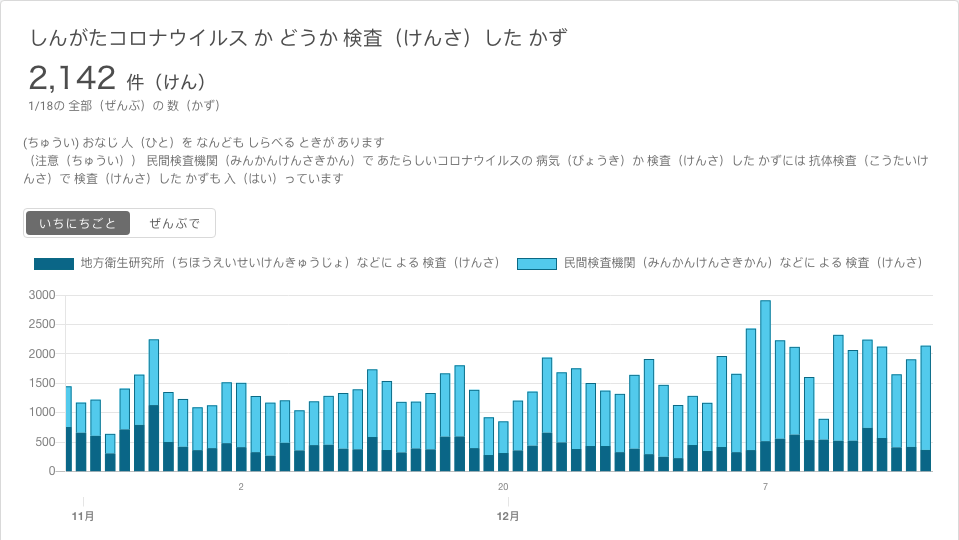 しんがたコロナウイルス か どうか 検査（けんさ）した かず
2,142 件（けん）
1/18の 全部（ぜんぶ）の 数（かず）
(ちゅうい) おなじ 人（ひと）を なんども しらべる ときが あります
（注意（ちゅうい）） 民間検査機関（みんかんけんさきかん）で あたらしいコロナウイルスの 病気（びょうき）か 検査（けんさ）した かずには 抗体検査（こうたいけ
んさ）で 検査（けんさ）した かずも 入（はい）っています
いちにちごと ぜんぶで
地方衛生研究所（ちほうえいせいけんきゅうじょ）などに よる 検査（けんさ） 民間検査機関（みんかんけんさきかん）などに よる 検査（けんさ）
3000
2500
2000
1500
1000
500
0
2 20 7
11月 12月